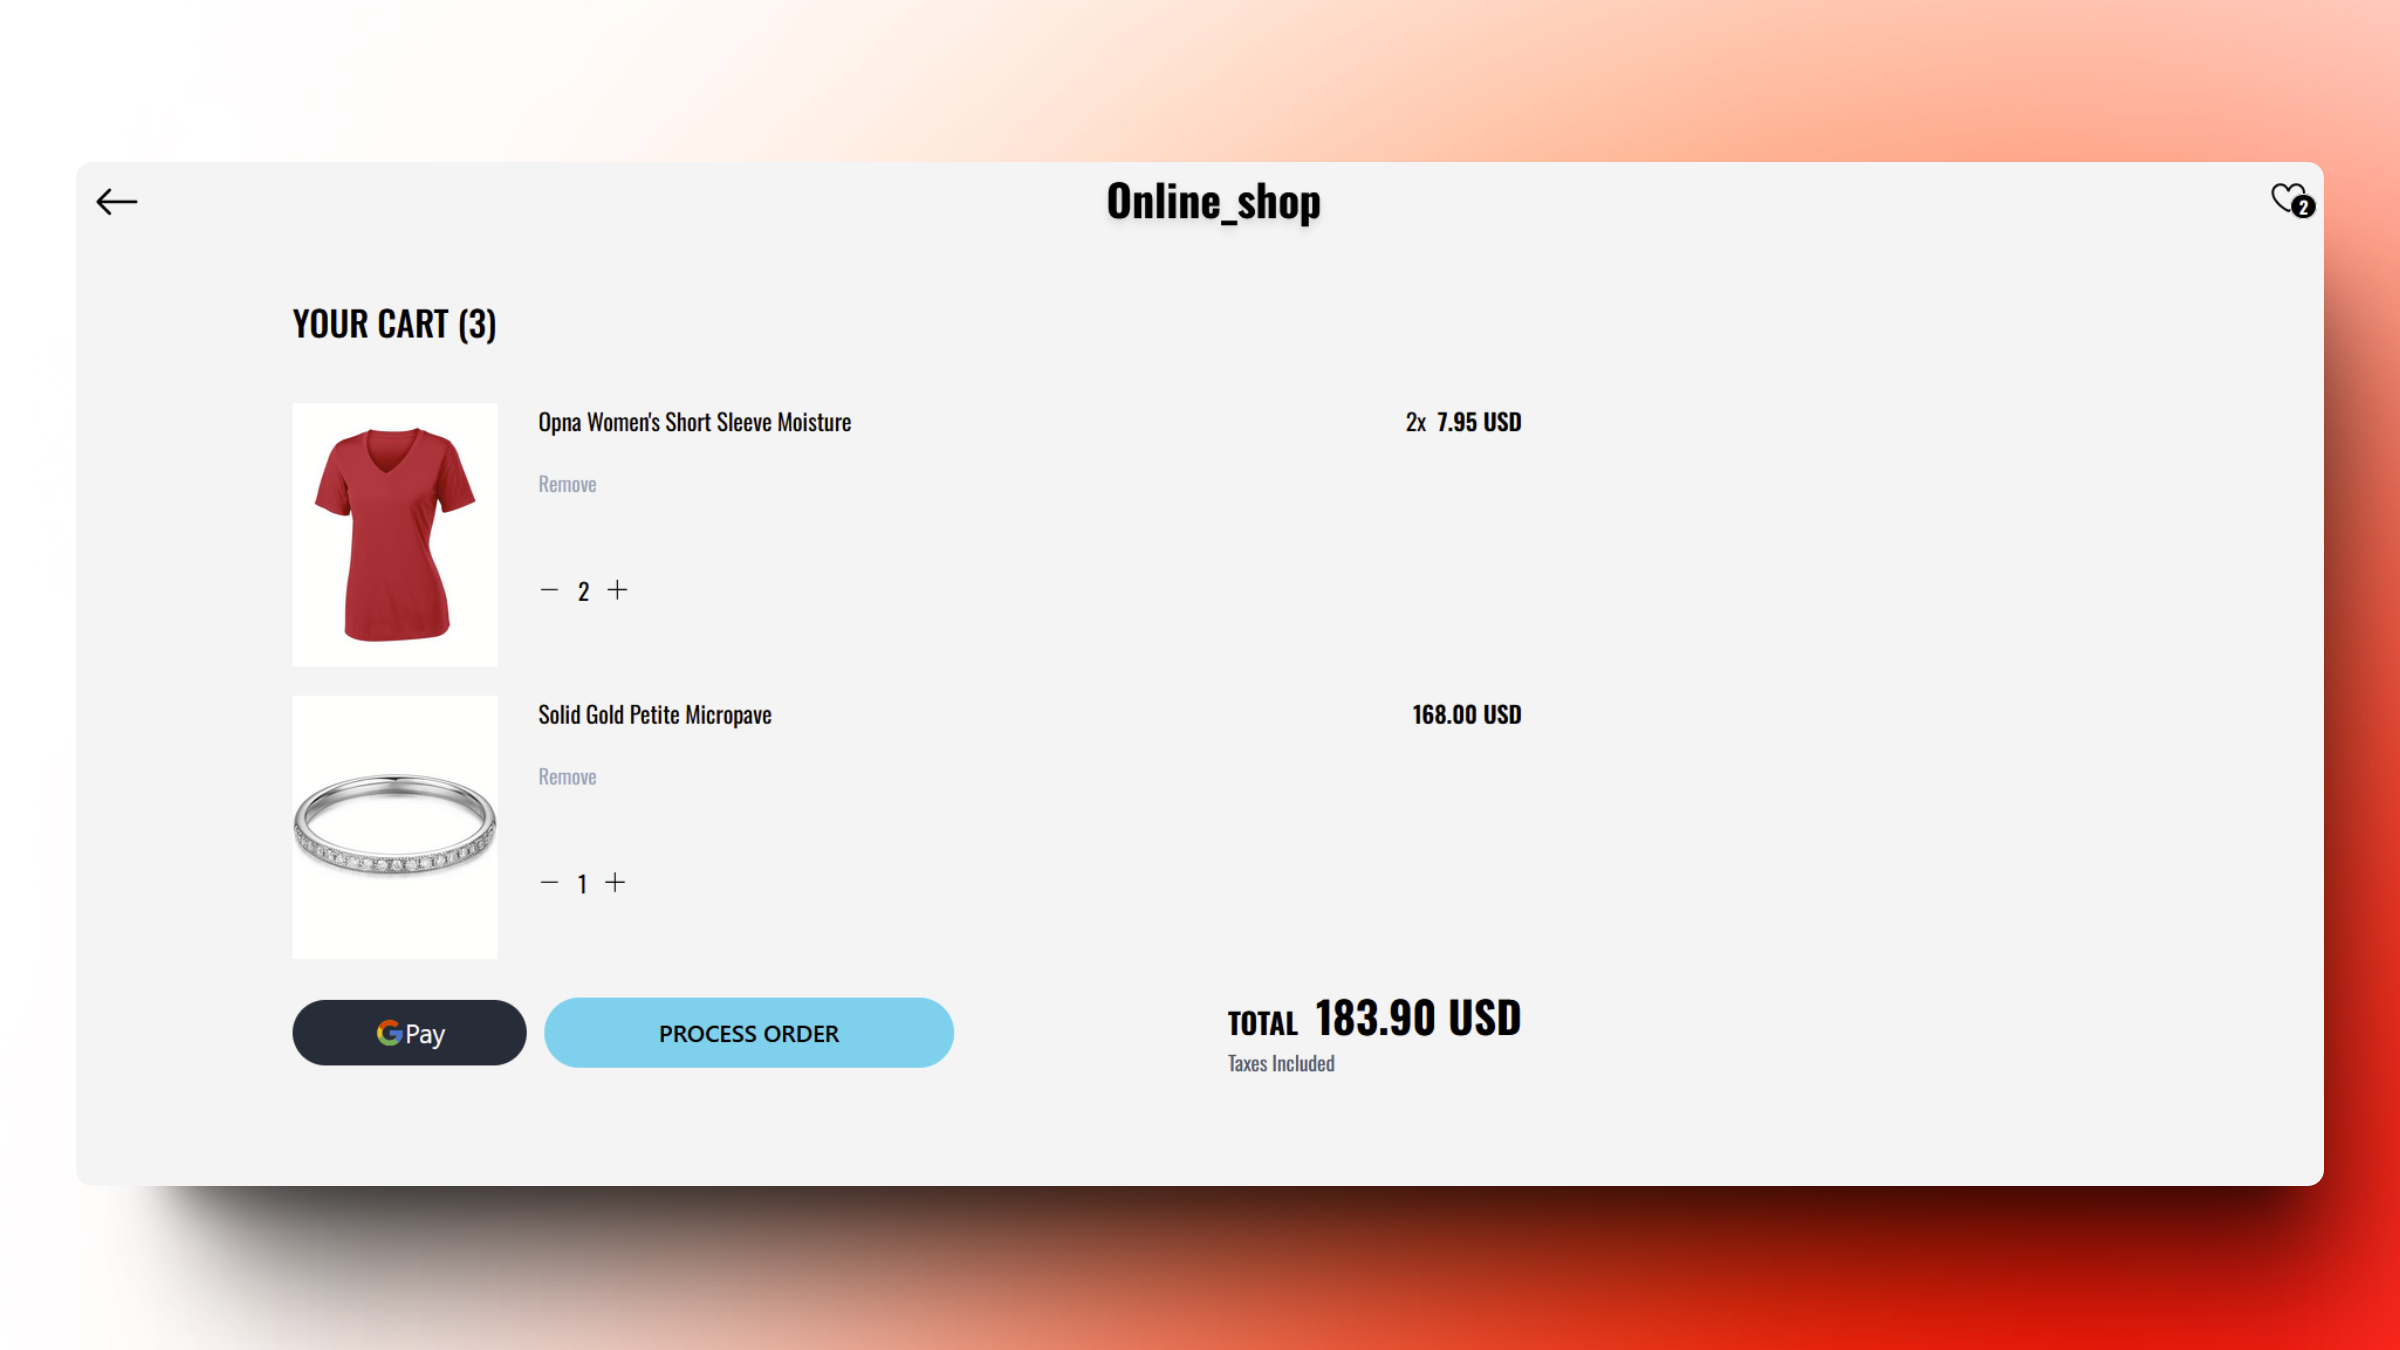 Online_shop
2
YOUR CART (3)
Opna Women's Short Sleeve Moisture
2x 7.95 USD
Remove
2
Solid Gold Petite Micropave
168.00 USD
Remove
1
G Pay
PROCESS ORDER
TOTAL 183.90 USD
Taxes Included